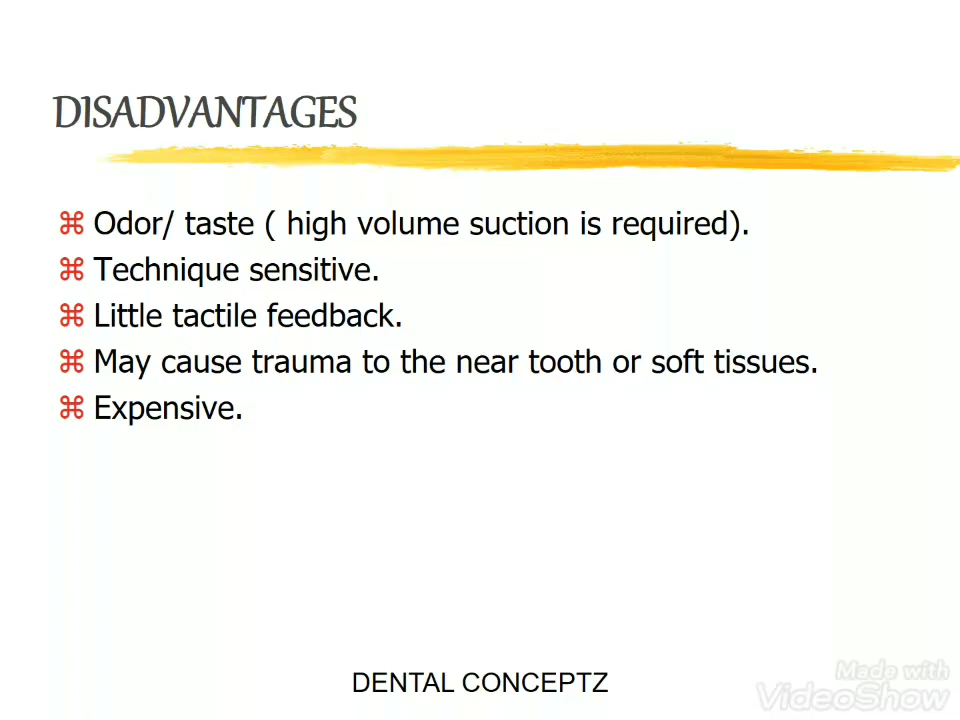 DISADVANTAGES
⌘ Odor/ taste ( high volume suction is required).
⌘ Technique sensitive.
⌘ Little tactile feedback.
⌘ May cause trauma to the near tooth or soft tissues.
⌘ Expensive.
DENTAL CONCEPTZ
Made with
VideoShow